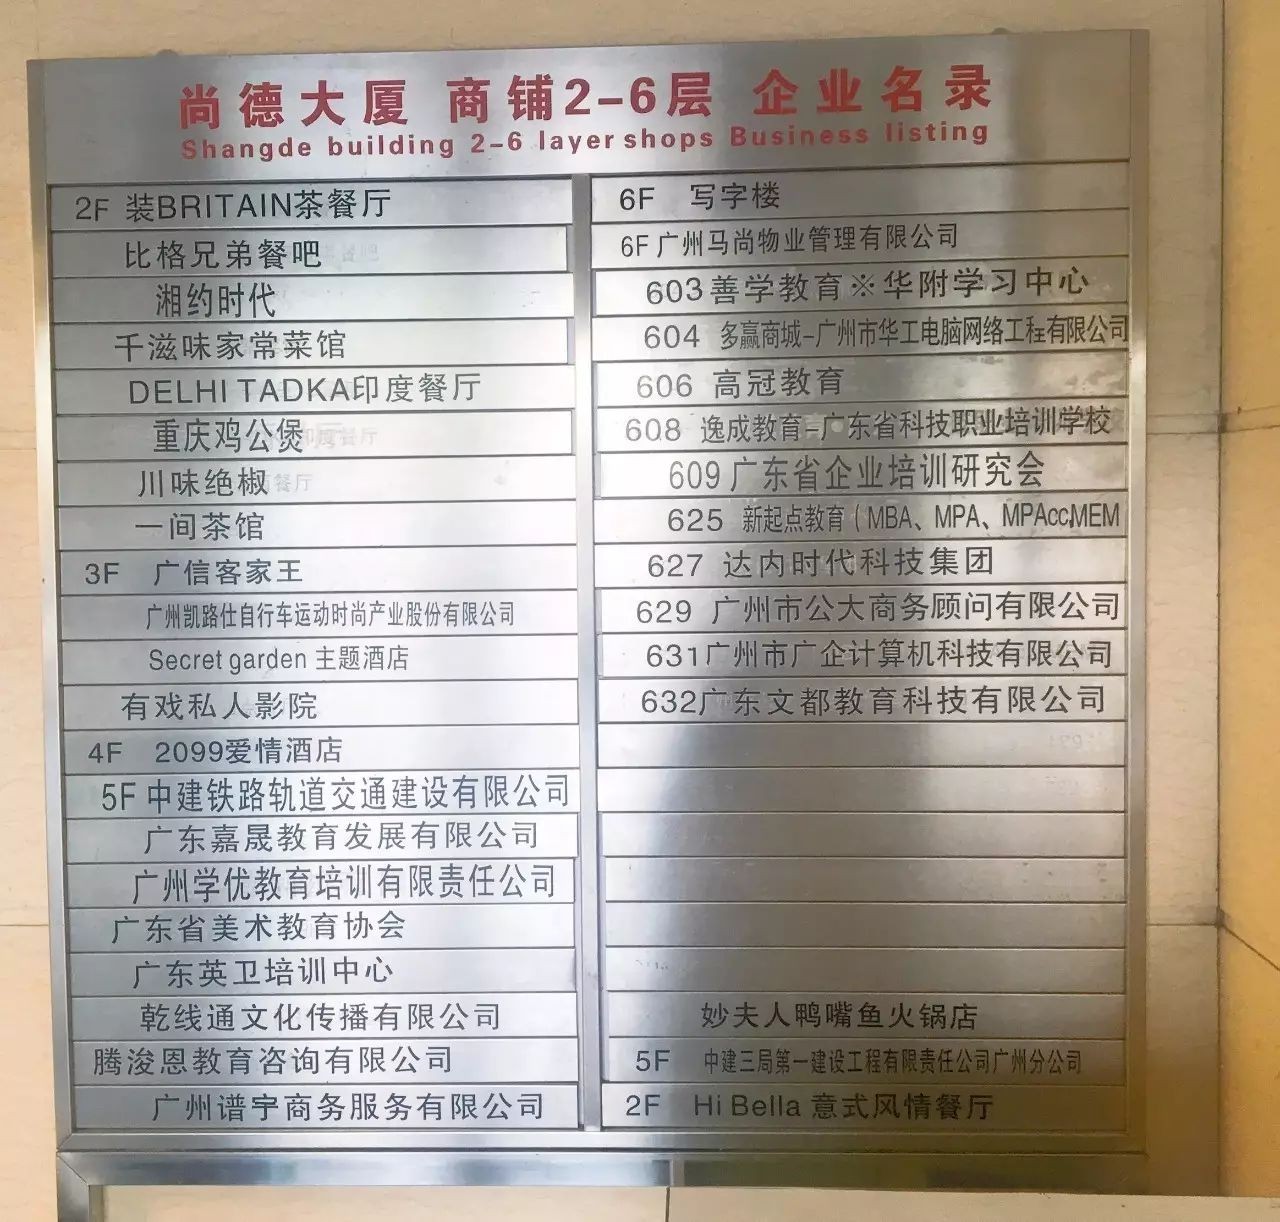 尚德大厦 商铺2-6层 企业名录
Shangde building 2-6 layer shops Business listing
2F 装BRITAIN茶餐厅
比格兄弟餐吧
湘约时代
千滋味家常菜馆
DELHI TADKA印度餐厅
重庆鸡公煲
川味绝椒
一间茶馆
3F 广信客家王
广州凯路仕自行车运动时尚产业股份有限公司
Secret garden 主题酒店
有戏私人影院
4F 2099爱情酒店
5F 中建铁路轨道交通建设有限公司
广东嘉晟教育发展有限公司
广州学优教育培训有限责任公司
广东省美术教育协会
广东英卫培训中心
乾线通文化传播有限公司
腾浚恩教育咨询有限公司
广州谱宇商务服务有限公司
6F 写字楼
6F 广州马尚物业管理有限公司
603 善学教育※华附学习中心
604 多赢商城-广州市华工电脑网络工程有限公司
606 高冠教育
608 逸成教育-广东省科技职业培训学校
609 广东省企业培训研究会
625 新起点教育(MBA、MPA、MPAcc,MEM
627 达内时代科技集团
629 广州市公大商务顾问有限公司
631 广州市广企计算机科技有限公司
632 广东文都教育科技有限公司
妙夫人鸭嘴鱼火锅店
5F 中建三局第一建设工程有限责任公司广州分公司
2F Hi Bella 意式风情餐厅